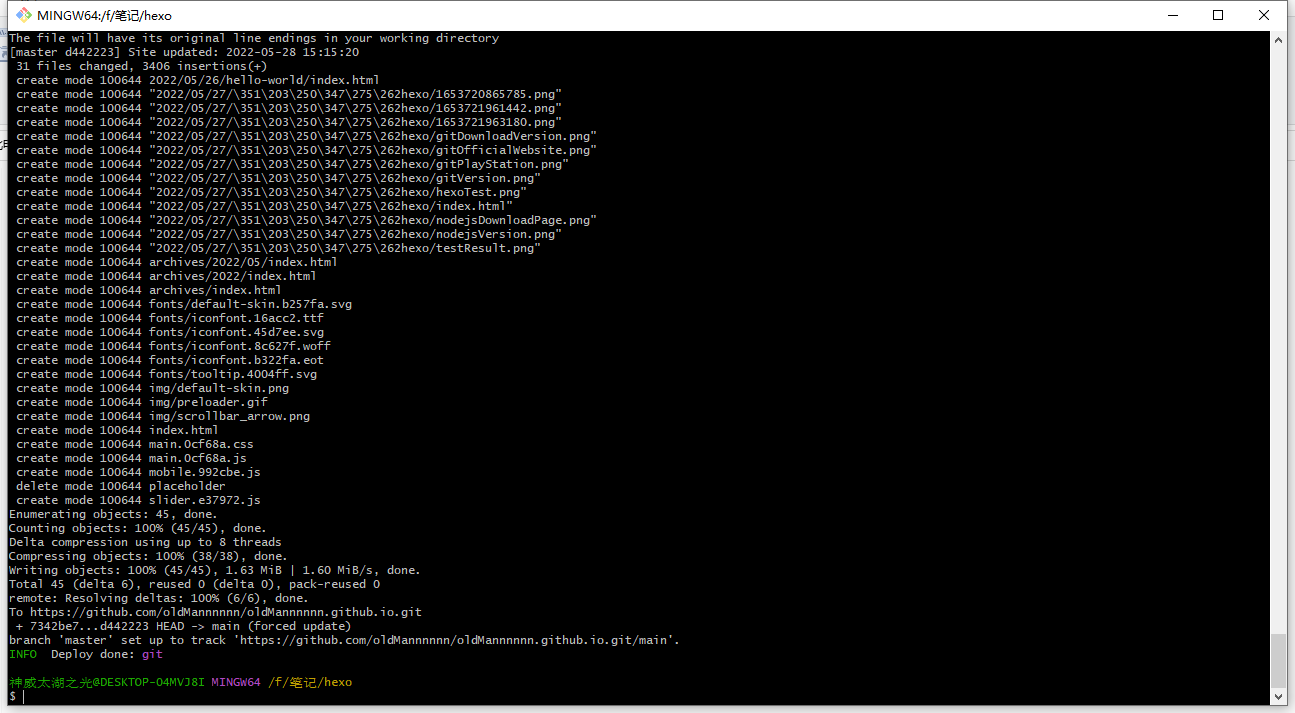 MINGW64:/f/笔记/hexo
The file will have its original line endings in your working directory
[master d442223] Site updated: 2022-05-28 15:15:20
31 files changed, 3406 insertions(+)
create mode 100644 2022/05/26/hello-world/index.html
create mode 100644 "2022/05/27/\351\203\250\347\275\262hexo/1653720865785.png"
create mode 100644 "2022/05/27/\351\203\250\347\275\262hexo/1653721961442.png"
create mode 100644 "2022/05/27/\351\203\250\347\275\262hexo/1653721963180.png"
create mode 100644 "2022/05/27/\351\203\250\347\275\262hexo/gitDownloadVersion.png"
create mode 100644 "2022/05/27/\351\203\250\347\275\262hexo/gitOfficialWebsite.png"
create mode 100644 "2022/05/27/\351\203\250\347\275\262hexo/gitPlayStation.png"
create mode 100644 "2022/05/27/\351\203\250\347\275\262hexo/gitVersion.png"
create mode 100644 "2022/05/27/\351\203\250\347\275\262hexo/hexoTest.png"
create mode 100644 "2022/05/27/\351\203\250\347\275\262hexo/index.html"
create mode 100644 "2022/05/27/\351\203\250\347\275\262hexo/nodejsDownloadPage.png"
create mode 100644 "2022/05/27/\351\203\250\347\275\262hexo/nodejsVersion.png"
create mode 100644 "2022/05/27/\351\203\250\347\275\262hexo/testResult.png"
create mode 100644 archives/2022/05/index.html
create mode 100644 archives/2022/index.html
create mode 100644 archives/index.html
create mode 100644 fonts/default-skin.b257fa.svg
create mode 100644 fonts/iconfont.16acc2.ttf
create mode 100644 fonts/iconfont.45d7ee.svg
create mode 100644 fonts/iconfont.8c627f.woff
create mode 100644 fonts/iconfont.b322fa.eot
create mode 100644 fonts/tooltip.4004ff.svg
create mode 100644 img/default-skin.png
create mode 100644 img/preloader.gif
create mode 100644 img/scrollbar_arrow.png
create mode 100644 index.html
create mode 100644 main.0cf68a.css
create mode 100644 main.0cf68a.js
create mode 100644 mobile.992cbe.js
delete mode 100644 placeholder
create mode 100644 slider.e37972.js
Enumerating objects: 45, done.
Counting objects: 100% (45/45), done.
Delta compression using up to 8 threads
Compressing objects: 100% (38/38), done.
Writing objects: 100% (45/45), 1.63 MiB | 1.60 MiB/s, done.
Total 45 (delta 6), reused 0 (delta 0), pack-reused 0
remote: Resolving deltas: 100% (6/6), done.
To https://github.com/oldMannnnnn/oldMannnnnn.github.io.git
+ 7342be7...d442223 HEAD -> main (forced update)
branch 'master' set up to track 'https://github.com/oldMannnnnn/oldMannnnnn.github.io.git/main'.
INFO  Deploy done: git
神威太湖之光@DESKTOP-O4MVJ8I MINGW64 /f/笔记/hexo
$